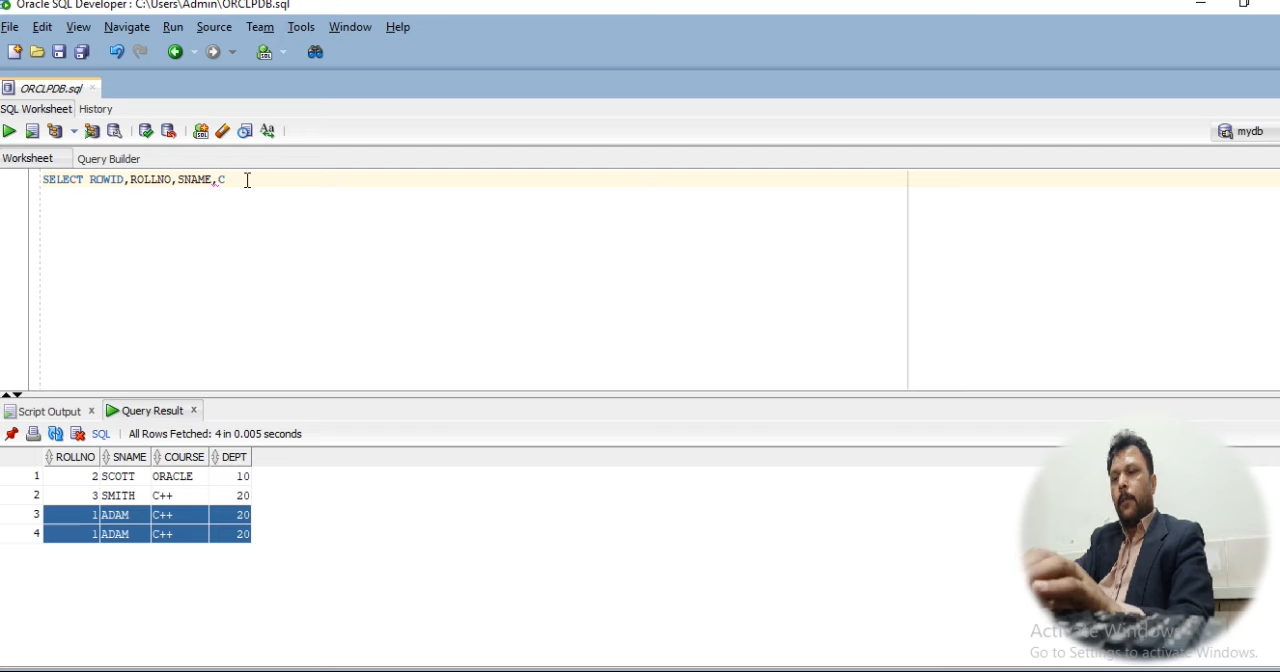 Oracle SQL Developer : C:\Users\Admin\ORCLPDB.sql
File Edit View Navigate Run Source Team Tools Window Help
ORCLPDB.sql
SQL Worksheet History
mydb
Worksheet Query Builder
SELECT ROWID,ROLLNO,SNAME,C
Script Output Query Result
SQL All Rows Fetched: 4 in 0.005 seconds
ROLLNO SNAME COURSE DEPT
1 2 SCOTT ORACLE 10
2 3 SMITH C++ 20
3 1 ADAM C++ 20
4 1 ADAM C++ 20
Activate Windows
Go to Settings to activate Windows.